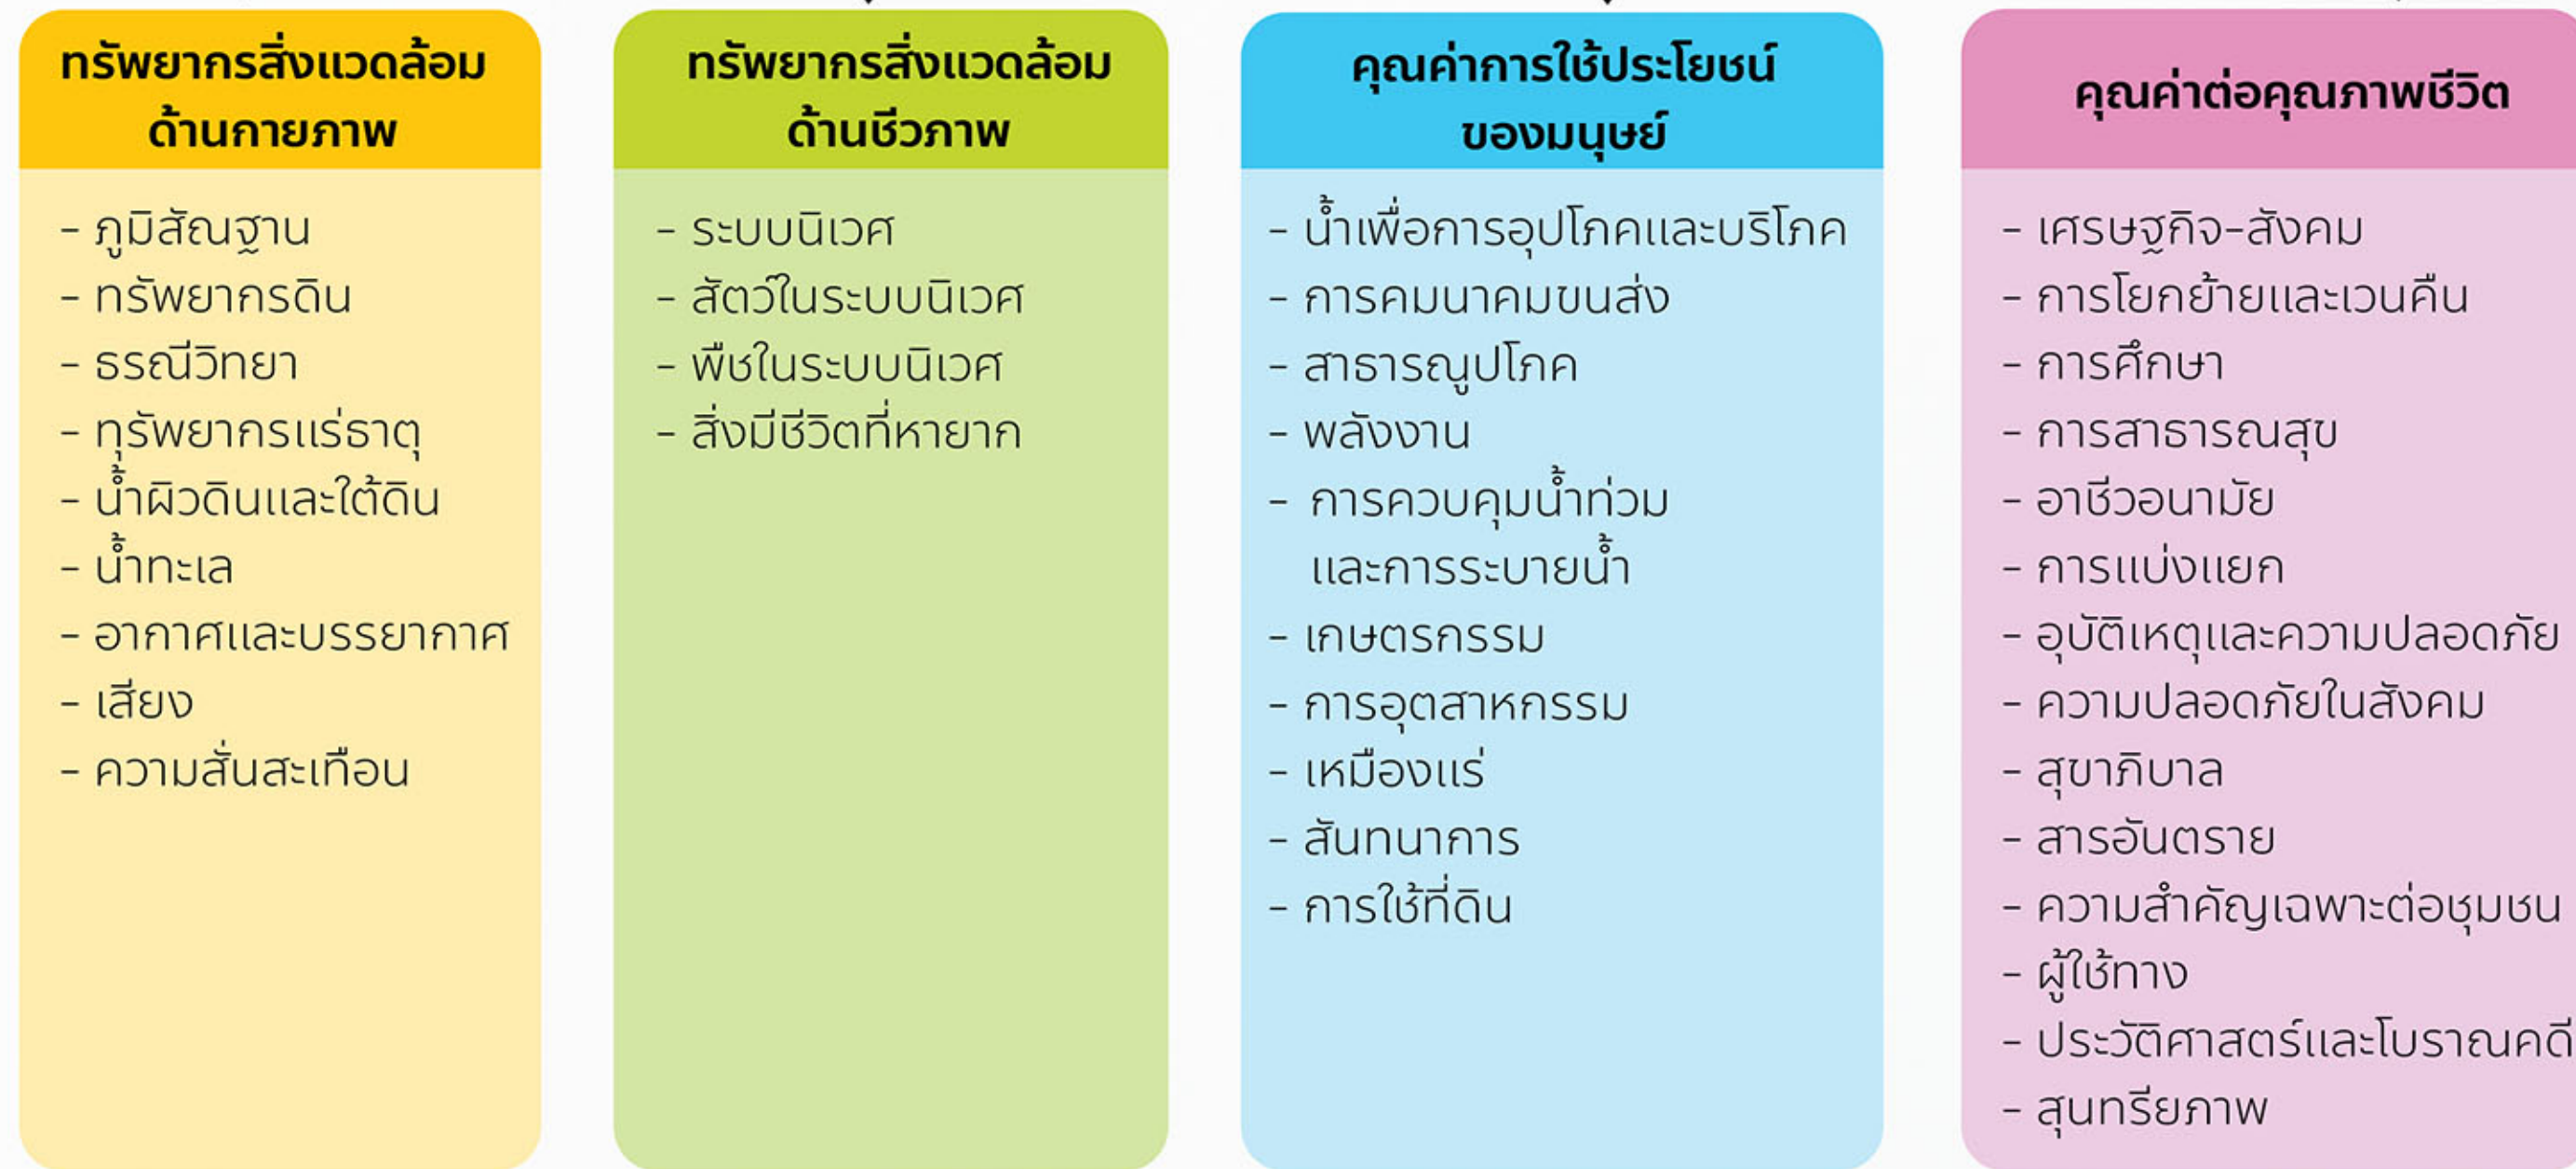 ทรัพยากรสิ่งแวดล้อม
ด้านกายภาพ
- ภูมิสัณฐาน
- ทรัพยากรดิน
- ธรณีวิทยา
- ทุรัพยากรแร่ธาตุ
- น้ำผิวดินและใต้ดิน
- น้ำทะเล
- อากาศและบรรยากาศ
- เสียง
- ความสั่นสะเทือน
ทรัพยากรสิ่งแวดล้อม
ด้านชีวภาพ
- ระบบนิเวศ
- สัตว์ในระบบนิเวศ
- พืชในระบบนิเวศ
- สิ่งมีชีวิตที่หายาก
คุณค่าการใช้ประโยชน์
ของมนุษย์
- น้ำเพื่อการอุปโภคและบริโภค
- การคมนาคมขนส่ง
- สาธารณูปโภค
- พลังงาน
- การควบคุมน้ำท่วม
และการระบายน้ำ
- เกษตรกรรม
- การอุตสาหกรรม
- เหมืองแร่
- สันทนาการ
- การใช้ที่ดิน
คุณค่าต่อคุณภาพชีวิต
- เศรษฐกิจ-สังคม
- การโยกย้ายและเวนคืน
- การศึกษา
- การสาธารณสุข
- อาชีวอนามัย
- การแบ่งแยก
- อุบัติเหตุและความปลอดภัย
- ความปลอดภัยในสังคม
- สุขาภิบาล
- สารอันตราย
- ความสำคัญเฉพาะต่อชุมชน
- ผู้ใช้ทาง
- ประวัติศาสตร์และโบราณคดี
- สุนทรียภาพ